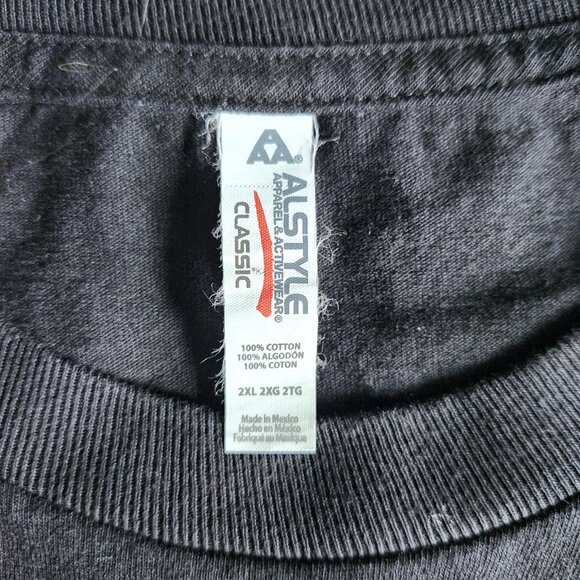 AAA®
ALSTYLE
APPAREL & ACTIVEWEAR®
CLASSIC
100% COTTON
100% ALGODÓN
100% COTON
2XL 2XG 2TG
Made in Mexico
Hecho en México
Fabriqué au Mexique